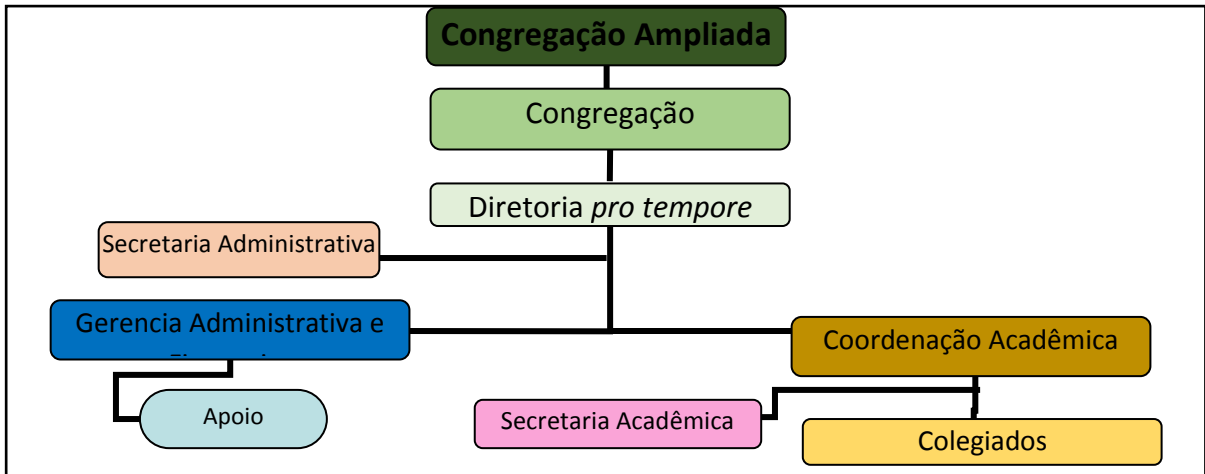 Congregação Ampliada
Congregação
Diretoria pro tempore
Secretaria Administrativa
Gerencia Administrativa e
Coordenação Acadêmica
Apoio
Secretaria Acadêmica
Colegiados